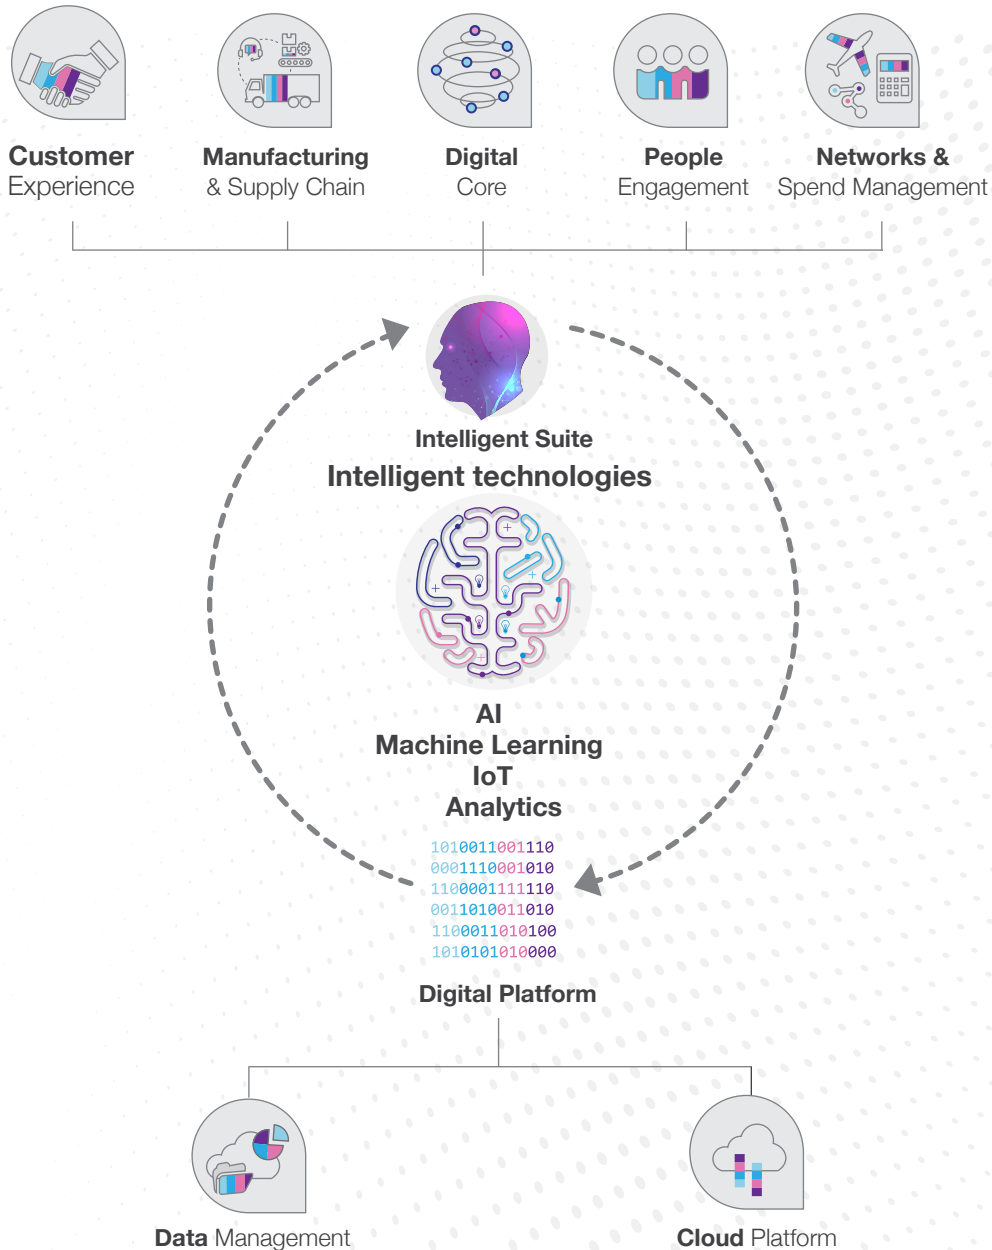 Customer
Experience
Manufacturing
& Supply Chain
Digital
Core
People
Engagement
Networks &
Spend Management
Intelligent Suite
Intelligent technologies
AI
Machine Learning
IoT
Analytics
1010011001110
0001110001010
1100001111110
0011010011010
1100011010100
1010101010000
Digital Platform
Data Management
Cloud Platform